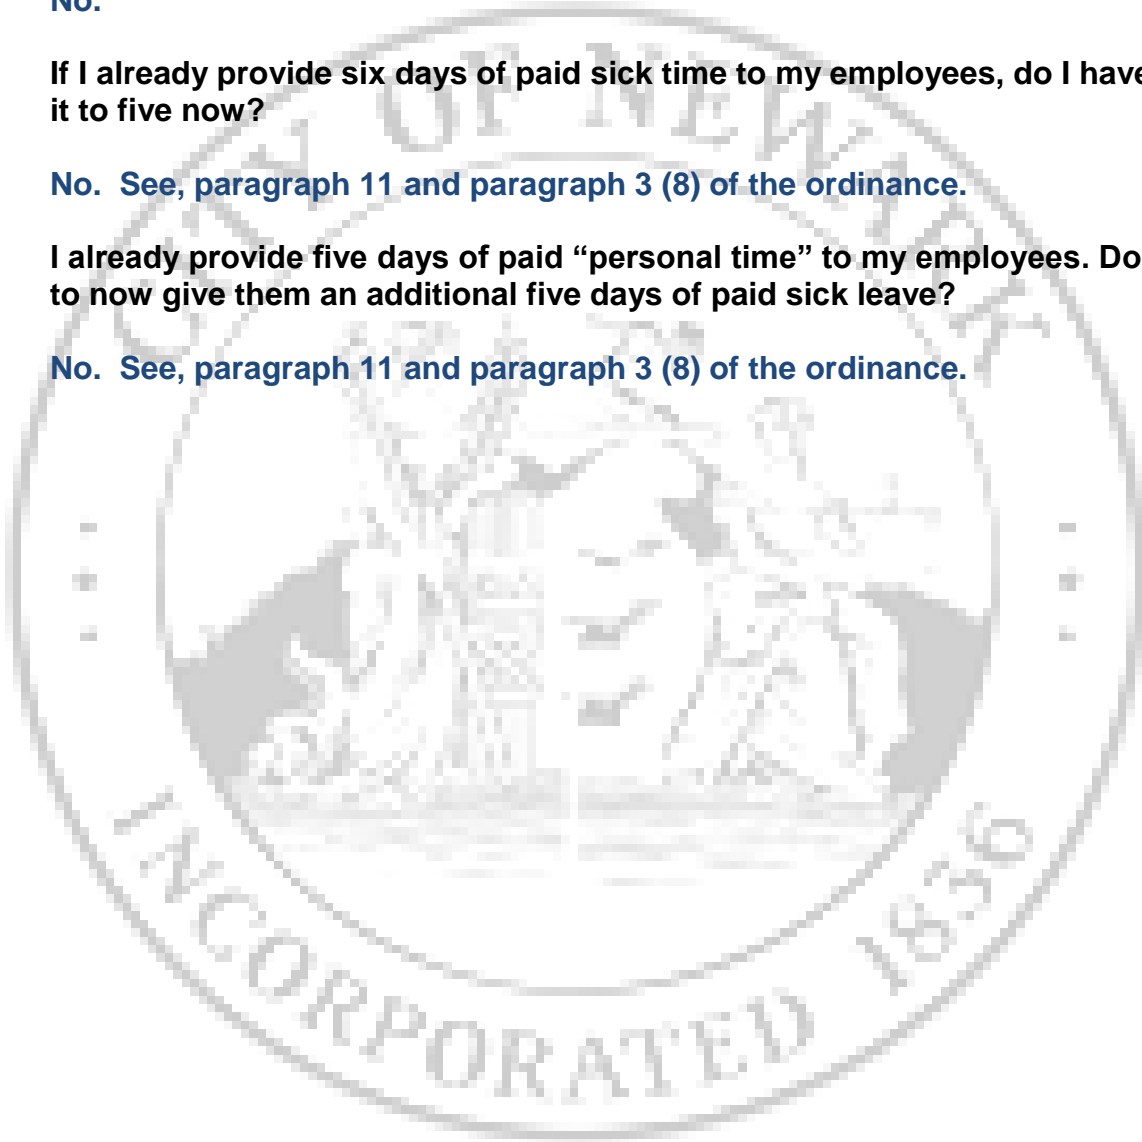 No.
If I already provide six days of paid sick time to my employees, do I have
it to five now?
No.  See, paragraph 11 and paragraph 3 (8) of the ordinance.
I already provide five days of paid “personal time” to my employees. Do
to now give them an additional five days of paid sick leave?
No.  See, paragraph 11 and paragraph 3 (8) of the ordinance.
CITY OF NEWARK
INCORPORATED 1836